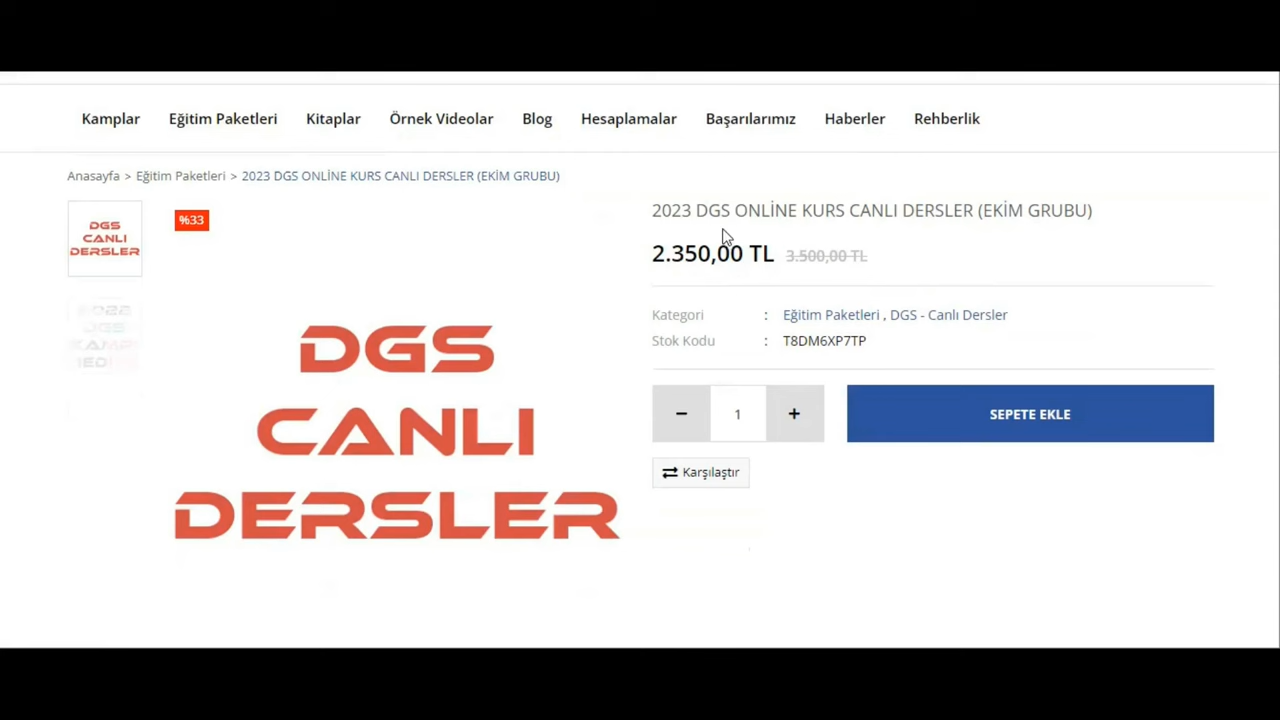 Kamplar Eğitim Paketleri Kitaplar Örnek Videolar Blog Hesaplamalar Başarılarımız Haberler Rehberlik
Anasayfa > Eğitim Paketleri > 2023 DGS ONLİNE KURS CANLI DERSLER (EKİM GRUBU)
DGS
CANLI
DERSLER
%33
DGS
CANLI
DERSLER
2023 DGS ONLİNE KURS CANLI DERSLER (EKİM GRUBU)
2.350,00 TL 3.500,00 TL
Kategori : Eğitim Paketleri , DGS - Canlı Dersler
Stok Kodu : T8DM6XP7TP
− 1 + SEPETE EKLE
Karşılaştır